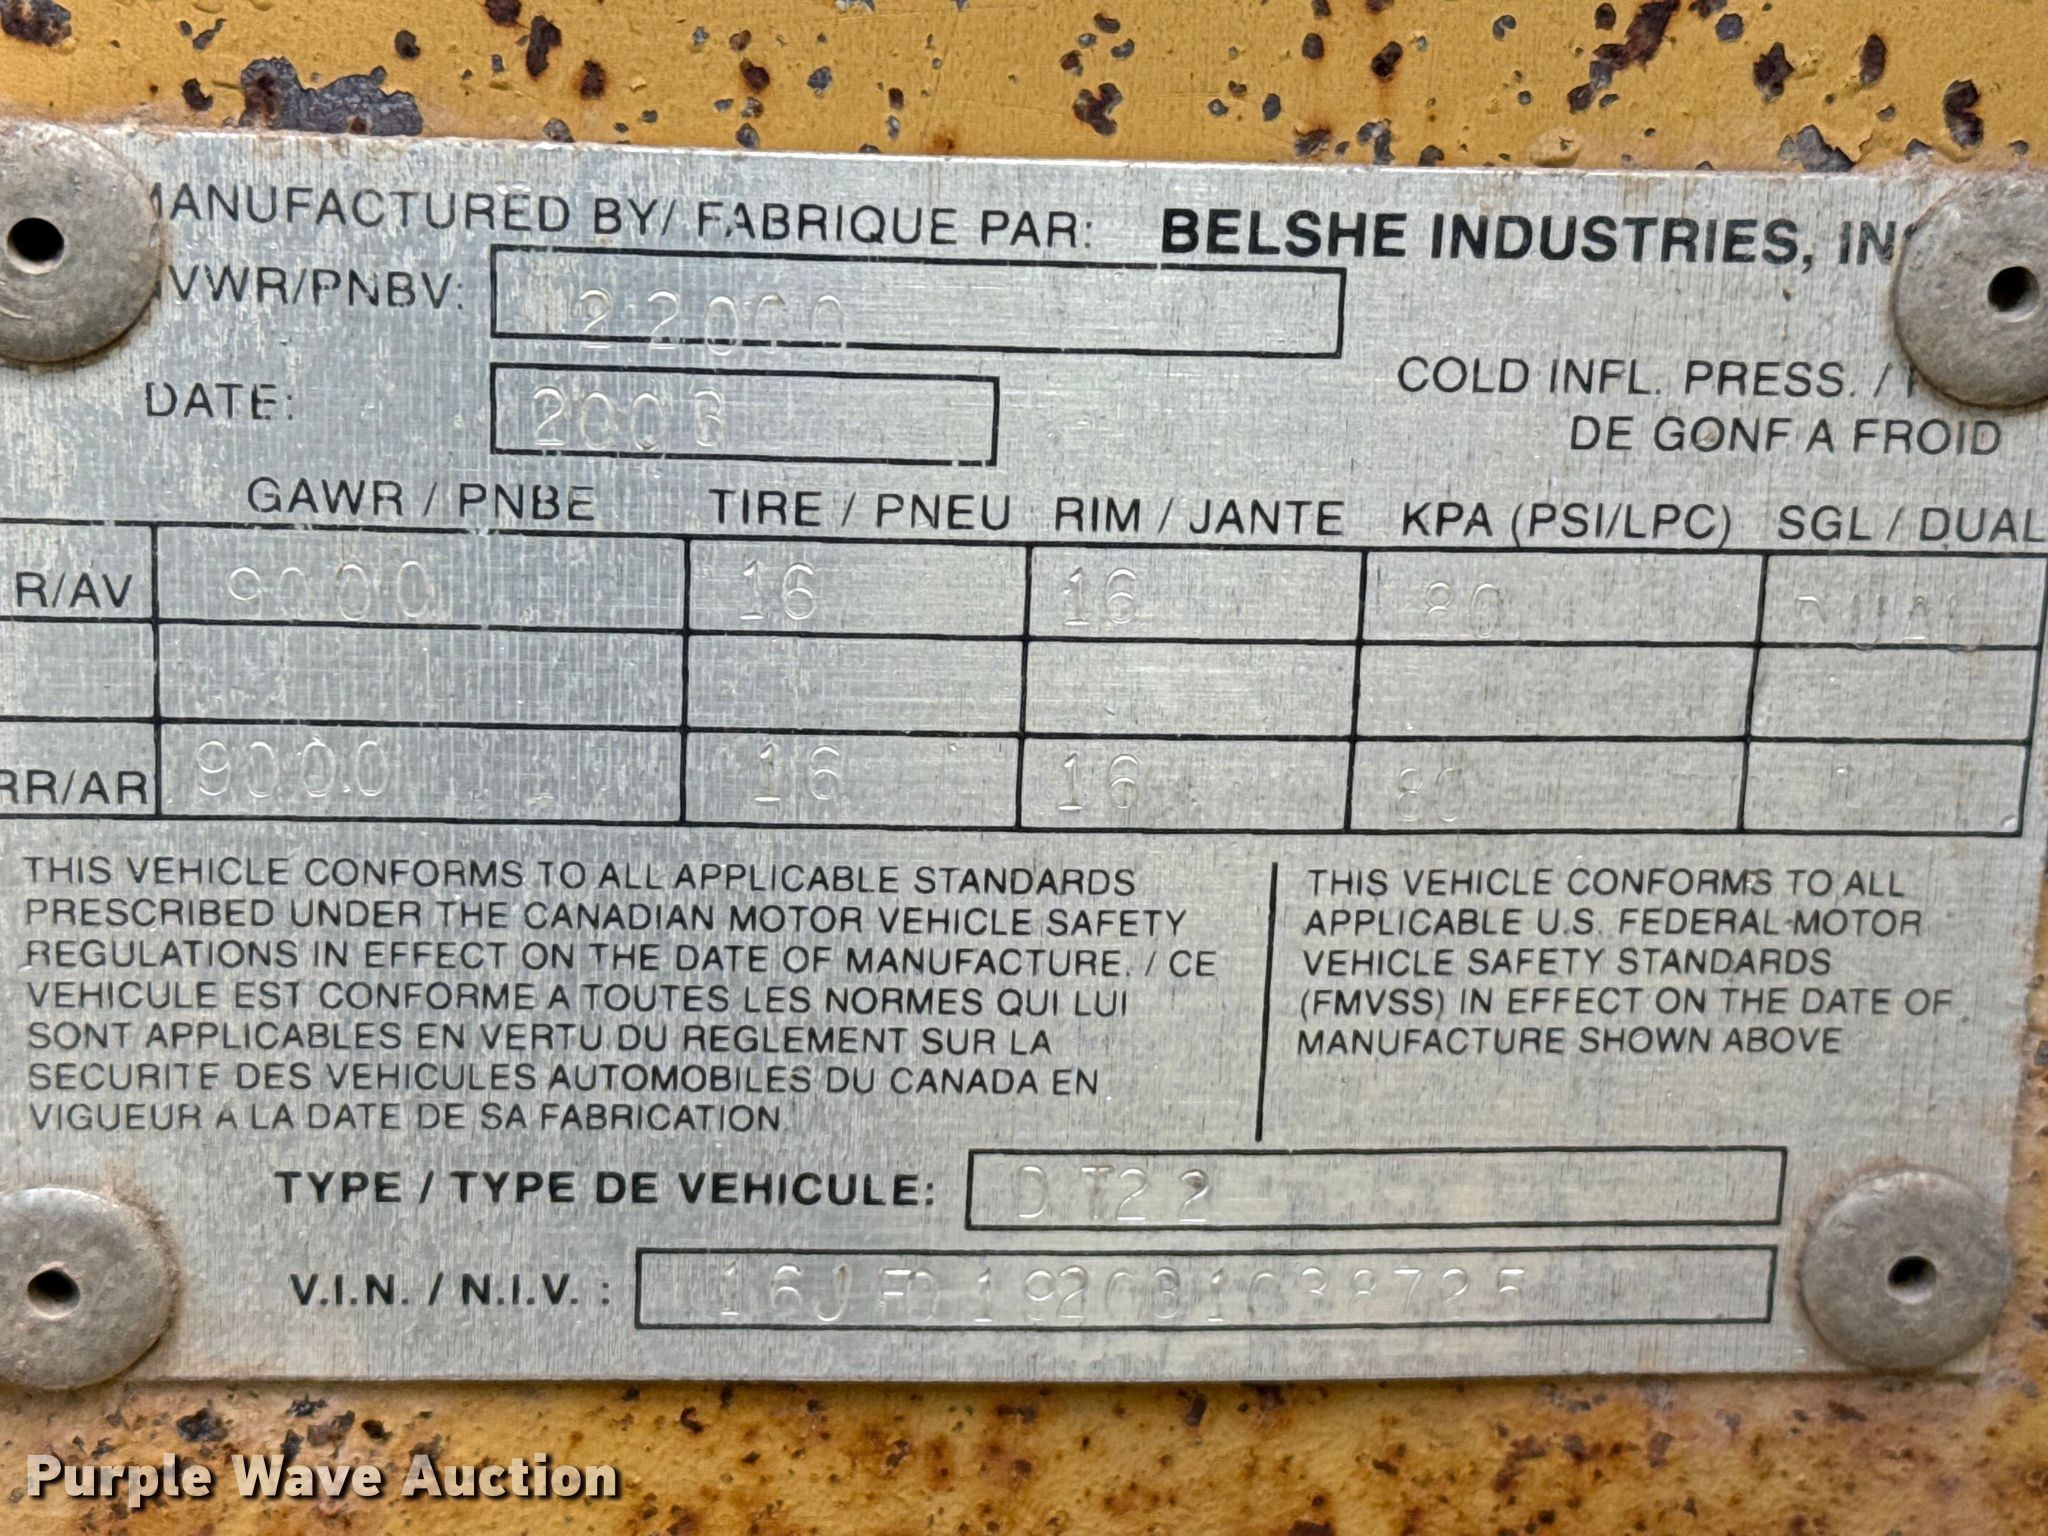 MANUFACTURED BY/ FABRIQUE PAR: BELSHE INDUSTRIES,
VWR/PNBV: 22000
COLD INFL. PRESS. /
DATE:
DE GONF A FROID
GAWR / PNBE TIRE / PNEU RIM / JANTE KPA (PSI/LPC) SGL / DUAL
R/AV 9000 16 16 80 DUAL
RR/AR 9000 16 16 80
THIS VEHICLE CONFORMS TO ALL APPLICABLE STANDARDS
PRESCRIBED UNDER THE CANADIAN MOTOR VEHICLE SAFETY
REGULATIONS IN EFFECT ON THE DATE OF MANUFACTURE. / CE
VEHICULE EST CONFORME A TOUTES LES NORMES QUI LUI
SONT APPLICABLES EN VERTU DU REGLEMENT SUR LA
SECURITE DES VEHICULES AUTOMOBILES DU CANADA EN
VIGUEUR A LA DATE DE SA FABRICATION.
THIS VEHICLE CONFORMS TO ALL
APPLICABLE U.S. FEDERAL MOTOR
VEHICLE SAFETY STANDARDS
(FMVSS) IN EFFECT ON THE DATE OF
MANUFACTURE SHOWN ABOVE
TYPE / TYPE DE VEHICULE: DT22
V.I.N. / N.I.V. :
Purple Wave Auction